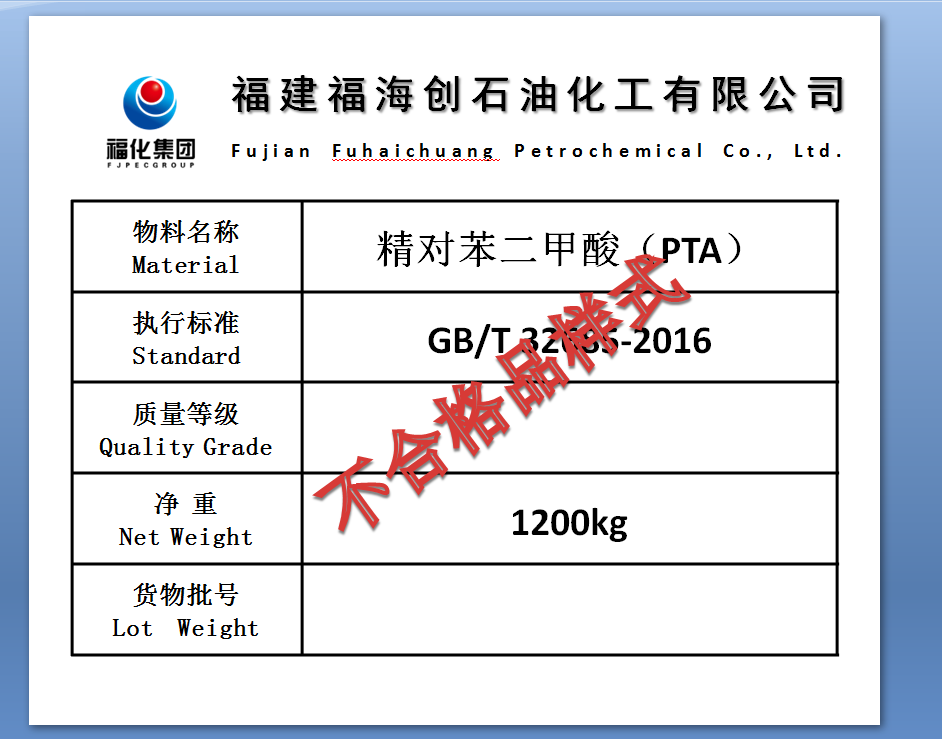 福建福海创石油化工有限公司
福化集团
FJPECGROUP
Fujian Fuhaichuang Petrochemical Co., Ltd.
物料名称
Material
精对苯二甲酸（PTA）
执行标准
Standard
GB/T 32685-2016
质量等级
Quality Grade
净 重
Net Weight
1200kg
货物批号
Lot Weight
不合格品样式